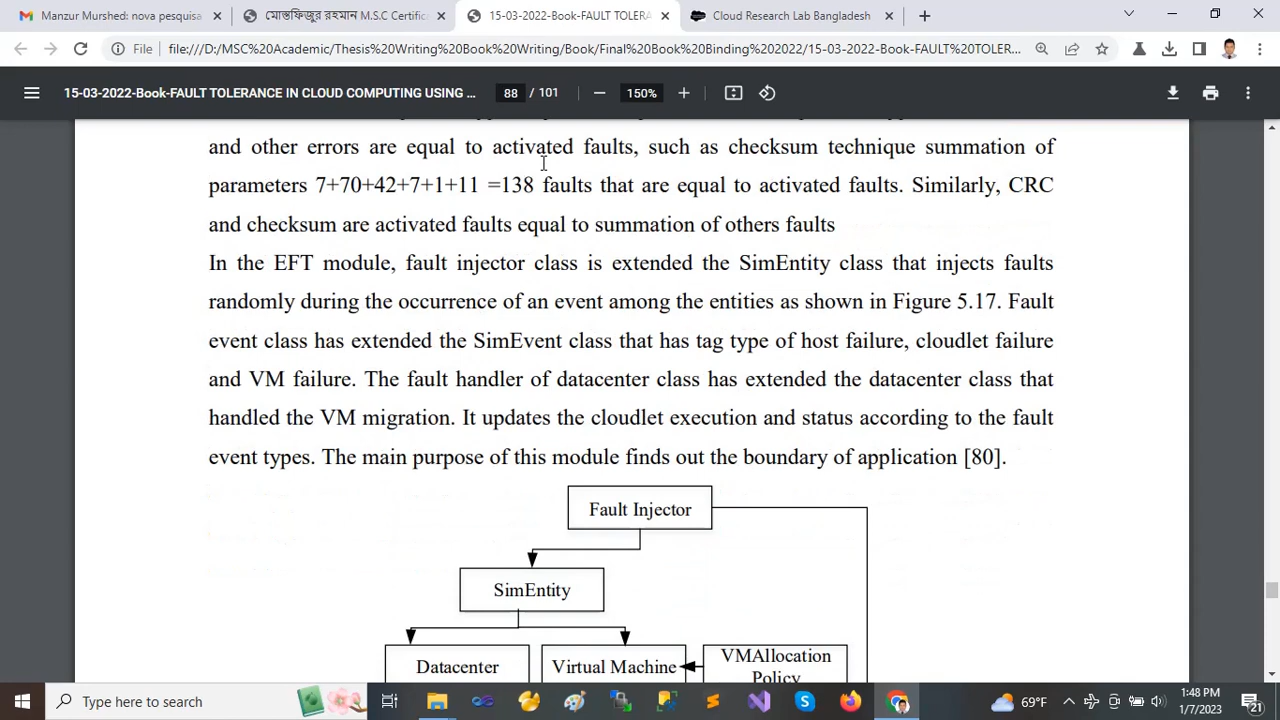 Manzur Murshed: nova pesquisa
মোস্তফিজুর রহমান M.S.C Certific
15-03-2022-Book-FAULT TOLERA
Cloud Research Lab Bangladesh
File
file:///D:/MSC%20Academic/Thesis%20Writing%20Book%20Writing/Book/Final%20Book%20Binding%202022/15-03-2022-Book-FAULT%20TOLER...
15-03-2022-Book-FAULT TOLERANCE IN CLOUD COMPUTING USING ...
88 / 101
150%
and other errors are equal to activated faults, such as checksum technique summation of
parameters 7+70+42+7+1+11 =138 faults that are equal to activated faults. Similarly, CRC
and checksum are activated faults equal to summation of others faults
In the EFT module, fault injector class is extended the SimEntity class that injects faults
randomly during the occurrence of an event among the entities as shown in Figure 5.17. Fault
event class has extended the SimEvent class that has tag type of host failure, cloudlet failure
and VM failure. The fault handler of datacenter class has extended the datacenter class that
handled the VM migration. It updates the cloudlet execution and status according to the fault
event types. The main purpose of this module finds out the boundary of application [80].
Fault Injector
SimEntity
Datacenter
Virtual Machine
VMAllocation
Policy
Type here to search
69°F
1:48 PM
1/7/2023
21